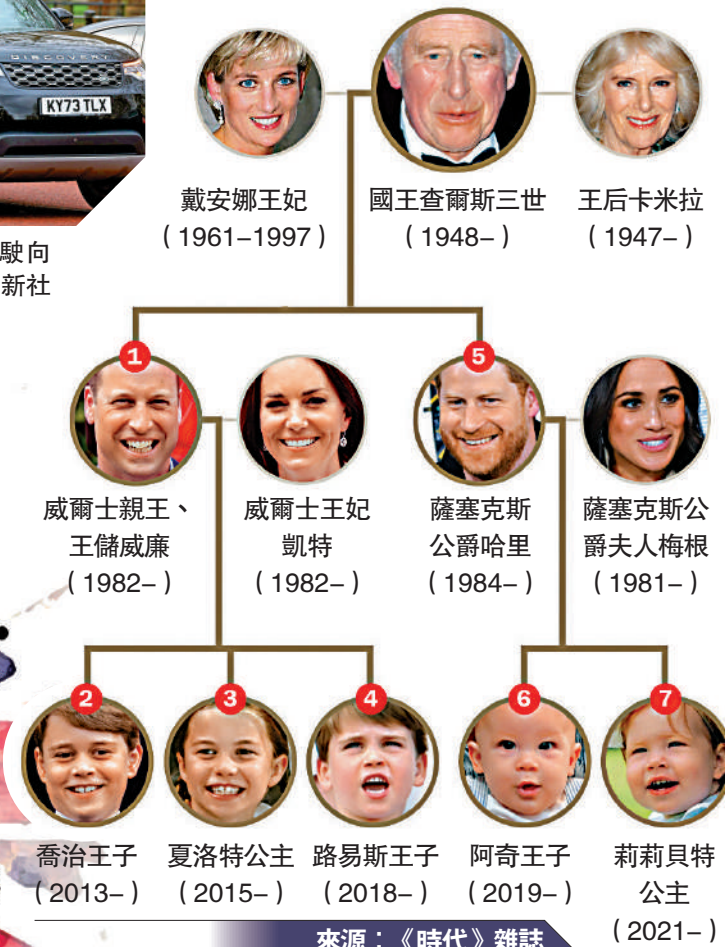 DISCOVERY
KY73 TLX
駛向
新社
戴安娜王妃
（1961–1997）
國王查爾斯三世
（1948–）
王后卡米拉
（1947–）
1
5
威爾士親王、
王儲威廉
（1982–）
威爾士王妃
凱特
（1982–）
薩塞克斯
公爵哈里
（1984–）
薩塞克斯公
爵夫人梅根
（1981–）
2
3
4
6
7
喬治王子
（2013–）
夏洛特公主
（2015–）
路易斯王子
（2018–）
阿奇王子
（2019–）
莉莉貝特
公主
（2021–）
來源：《時代》雜誌